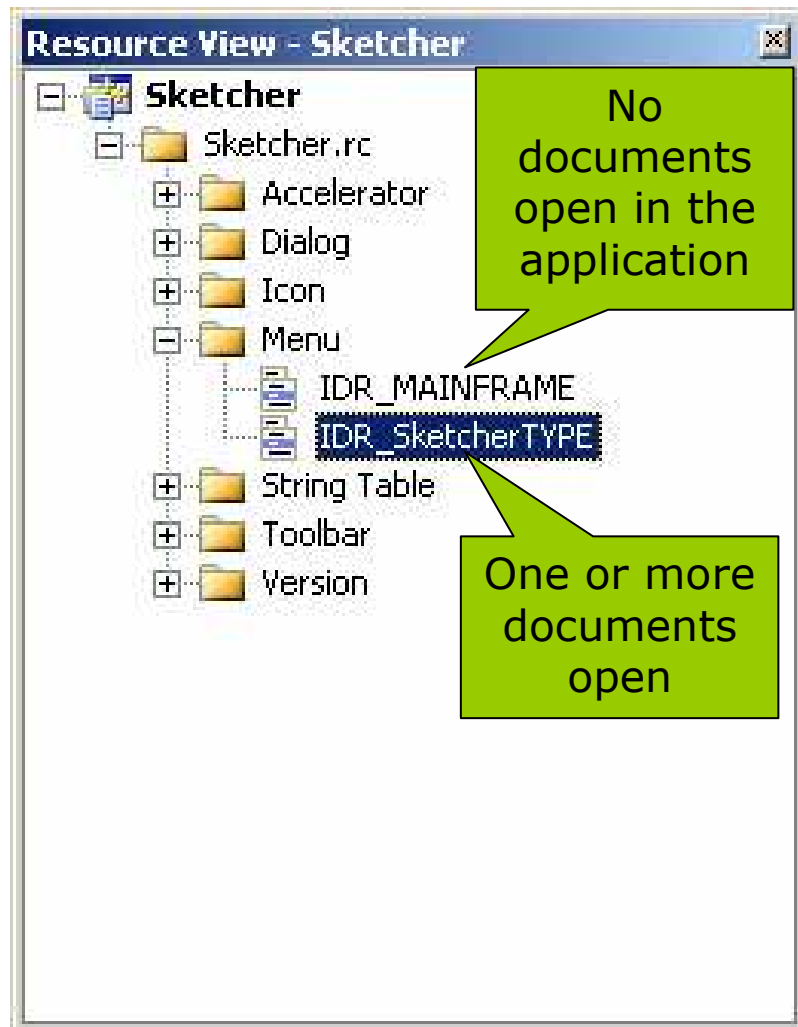 Resource View - Sketcher
Sketcher
No
documents
open in the
application
Sketcher.rc
Accelerator
Dialog
Icon
Menu
IDR_MAINFRAME
IDR_SketcherTYPE
String Table
Toolbar
Version
One or more
documents
open